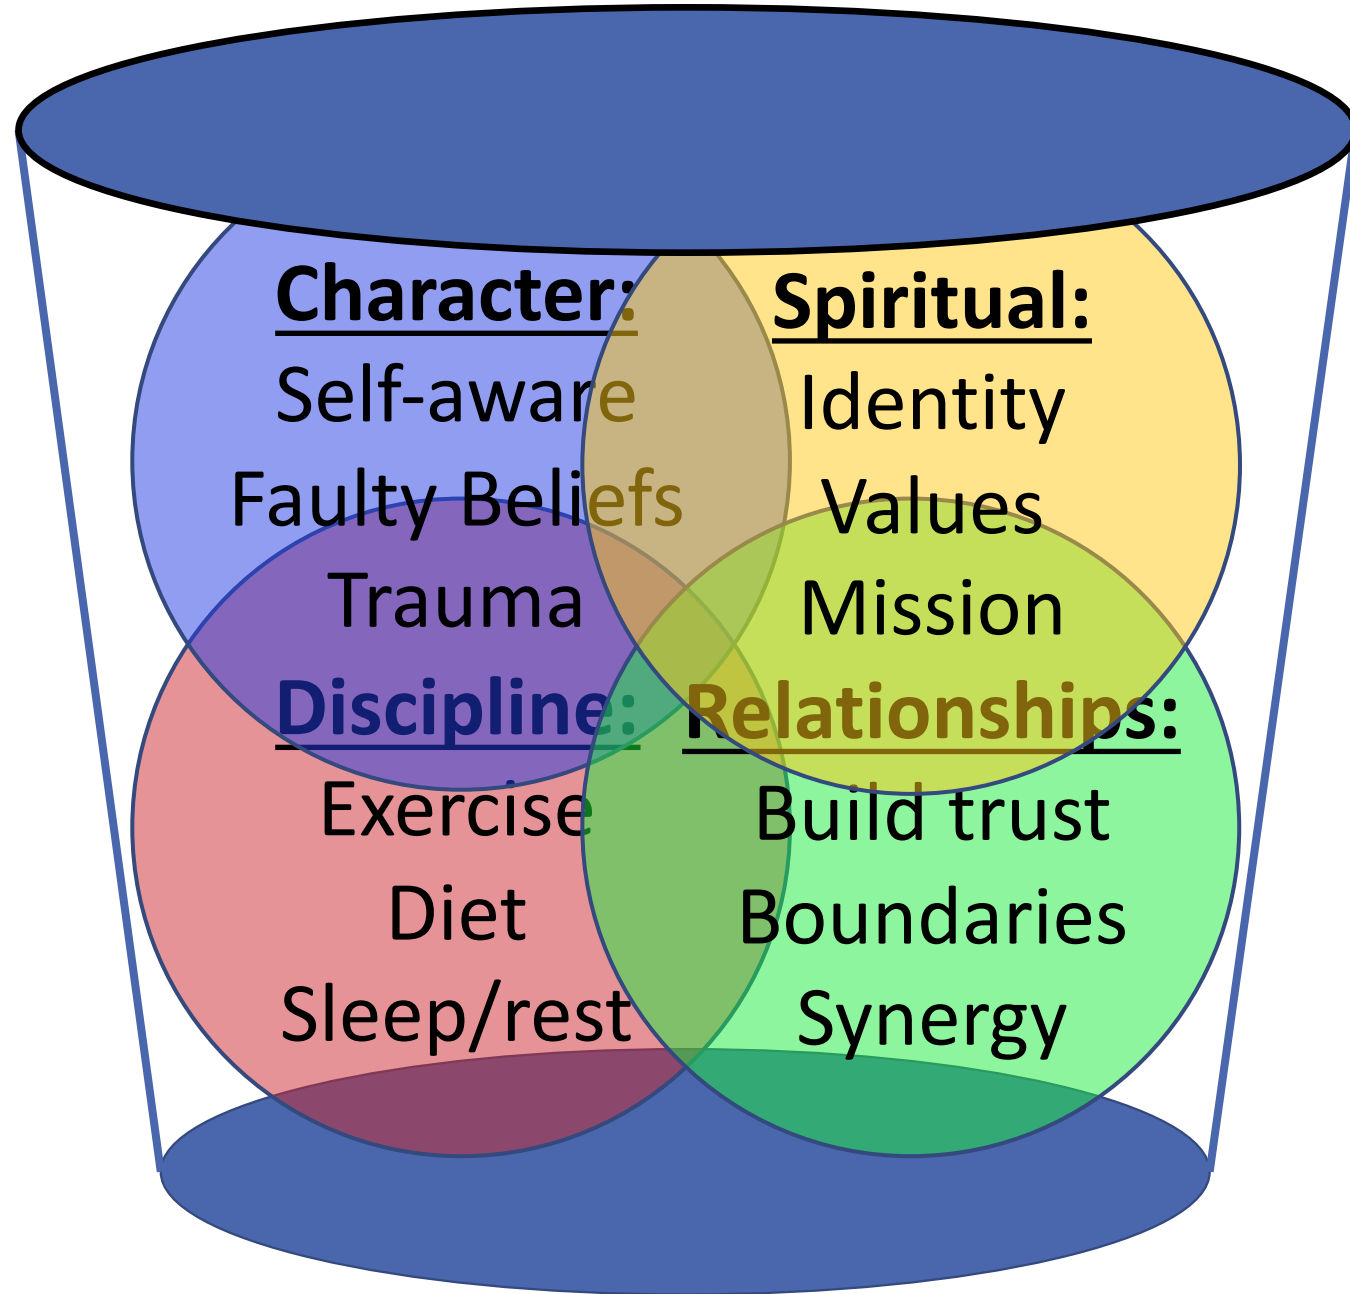 Character:
Self-aware
Faulty Beliefs
Trauma
Spiritual:
Identity
Values
Mission
Discipline:
Exercise
Diet
Sleep/rest
Relationships:
Build trust
Boundaries
Synergy